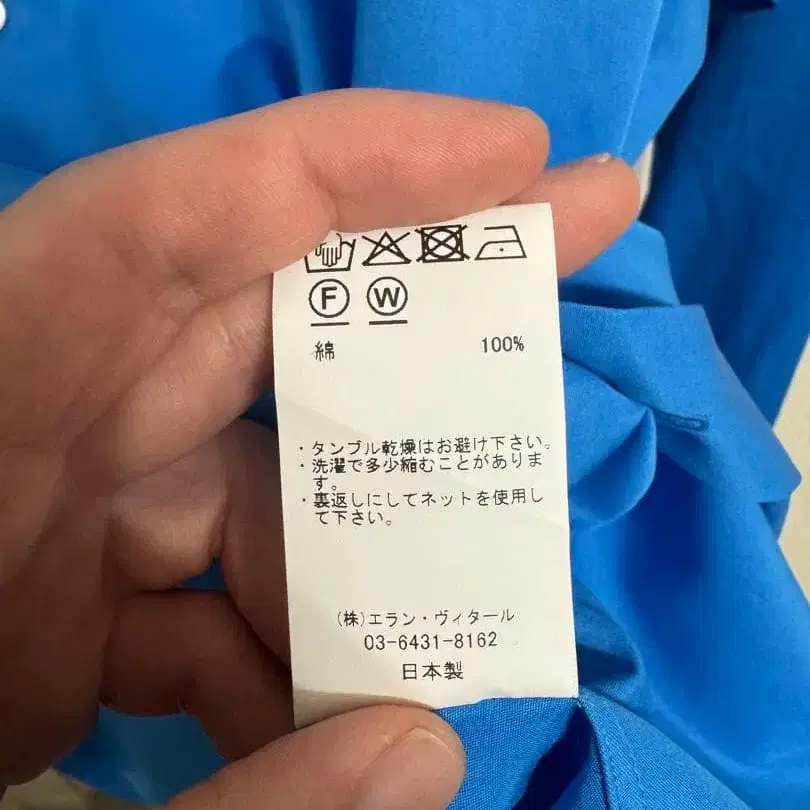 F W
綿 100%
・タンブル乾燥はお避け下さい。
・洗濯で多少縮むことがありま
す。
・裏返しにしてネットを使用し
て下さい。
(株)エラン・ヴィタール
03-6431-8162
日本製